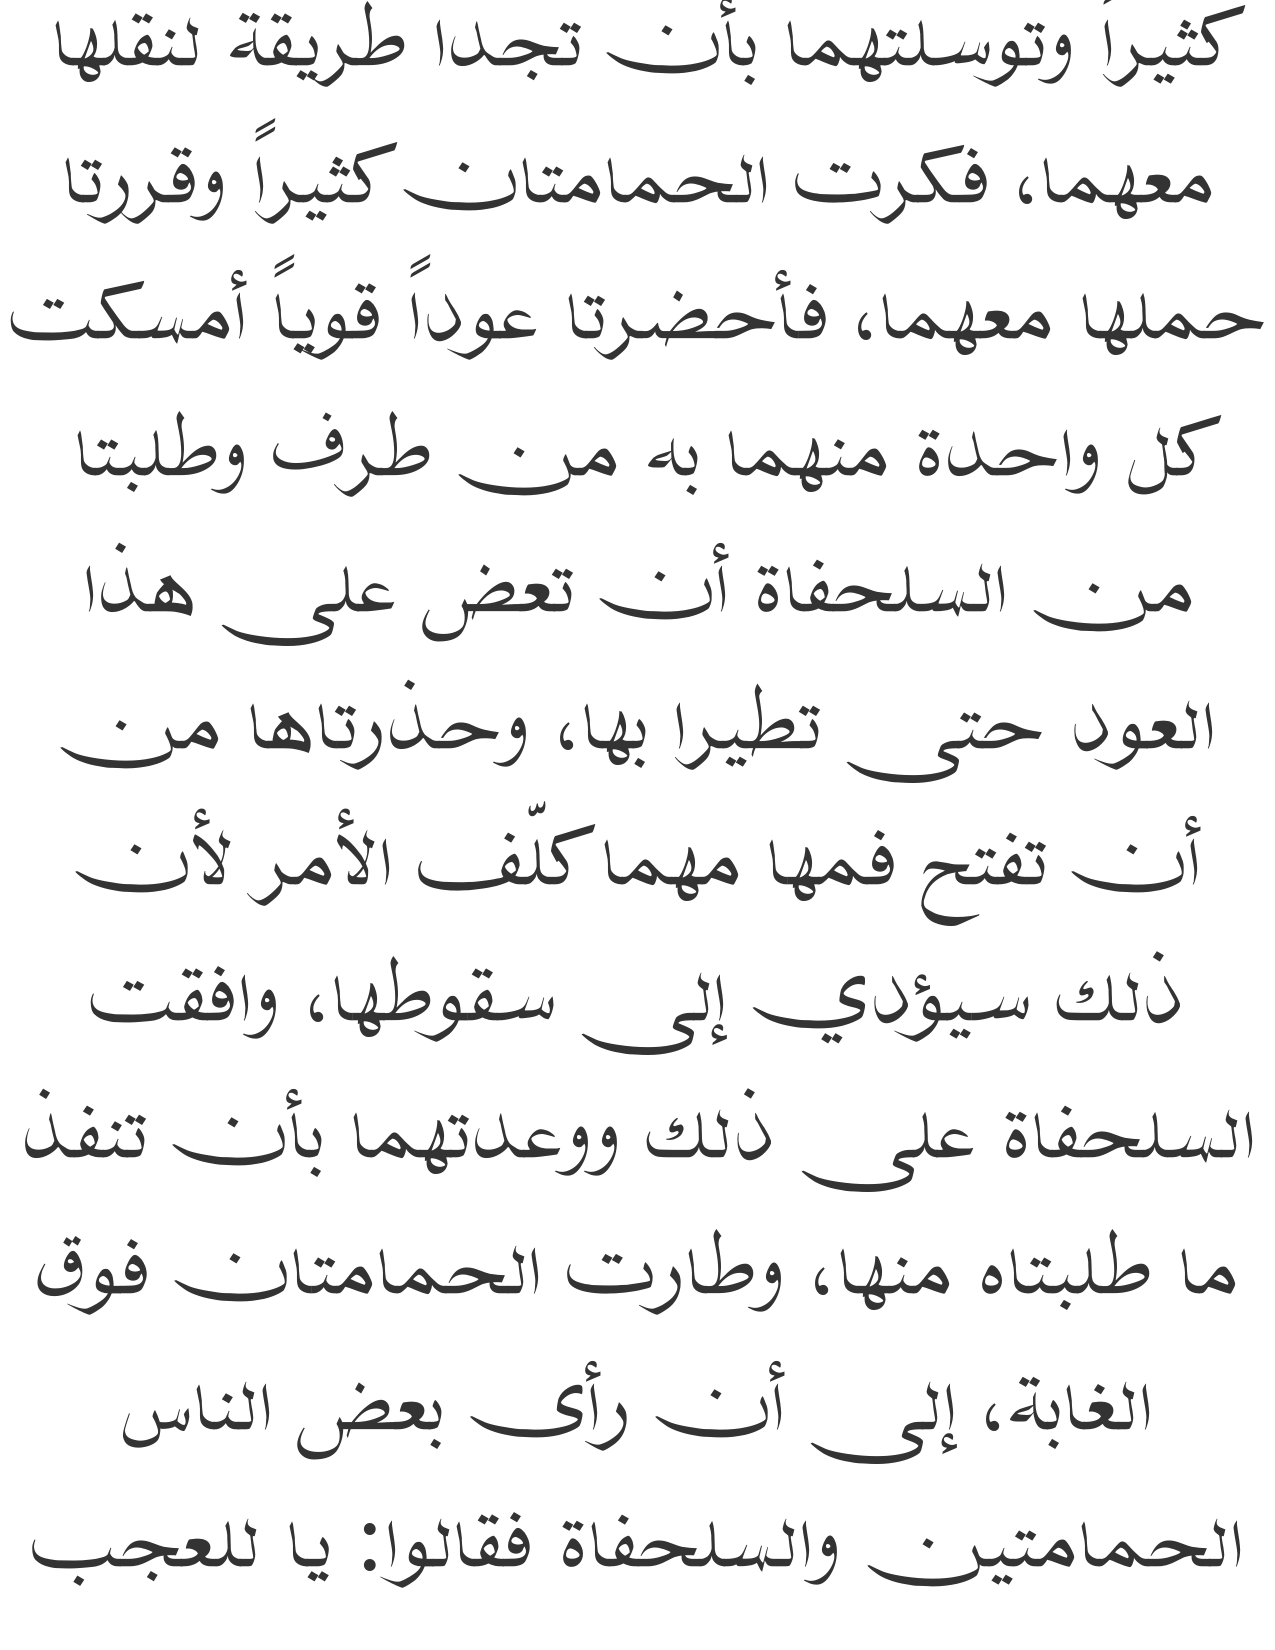 كثيراً وتوسلتهما بأن تجدا طريقة لنقلها
معهما، فكرت الحمامتان كثيراً وقررتا
حملها معهما، فأحضرتا عوداً قوياً أمسكت
كل واحدة منهما به من طرف وطلبتا
من السلحفاة أن تعض على هذا
العود حتى تطيرا بها، وحذرتاها من
أن تفتح فمها مهما كلّف الأمر لأن
ذلك سيؤدي إلى سقوطها، وافقت
السلحفاة على ذلك ووعدتهما بأن تنفذ
ما طلبتاه منها، وطارت الحمامتان فوق
الغابة، إلى أن رأى بعض الناس
الحمامتين والسلحفاة فقالوا: يا للعجب